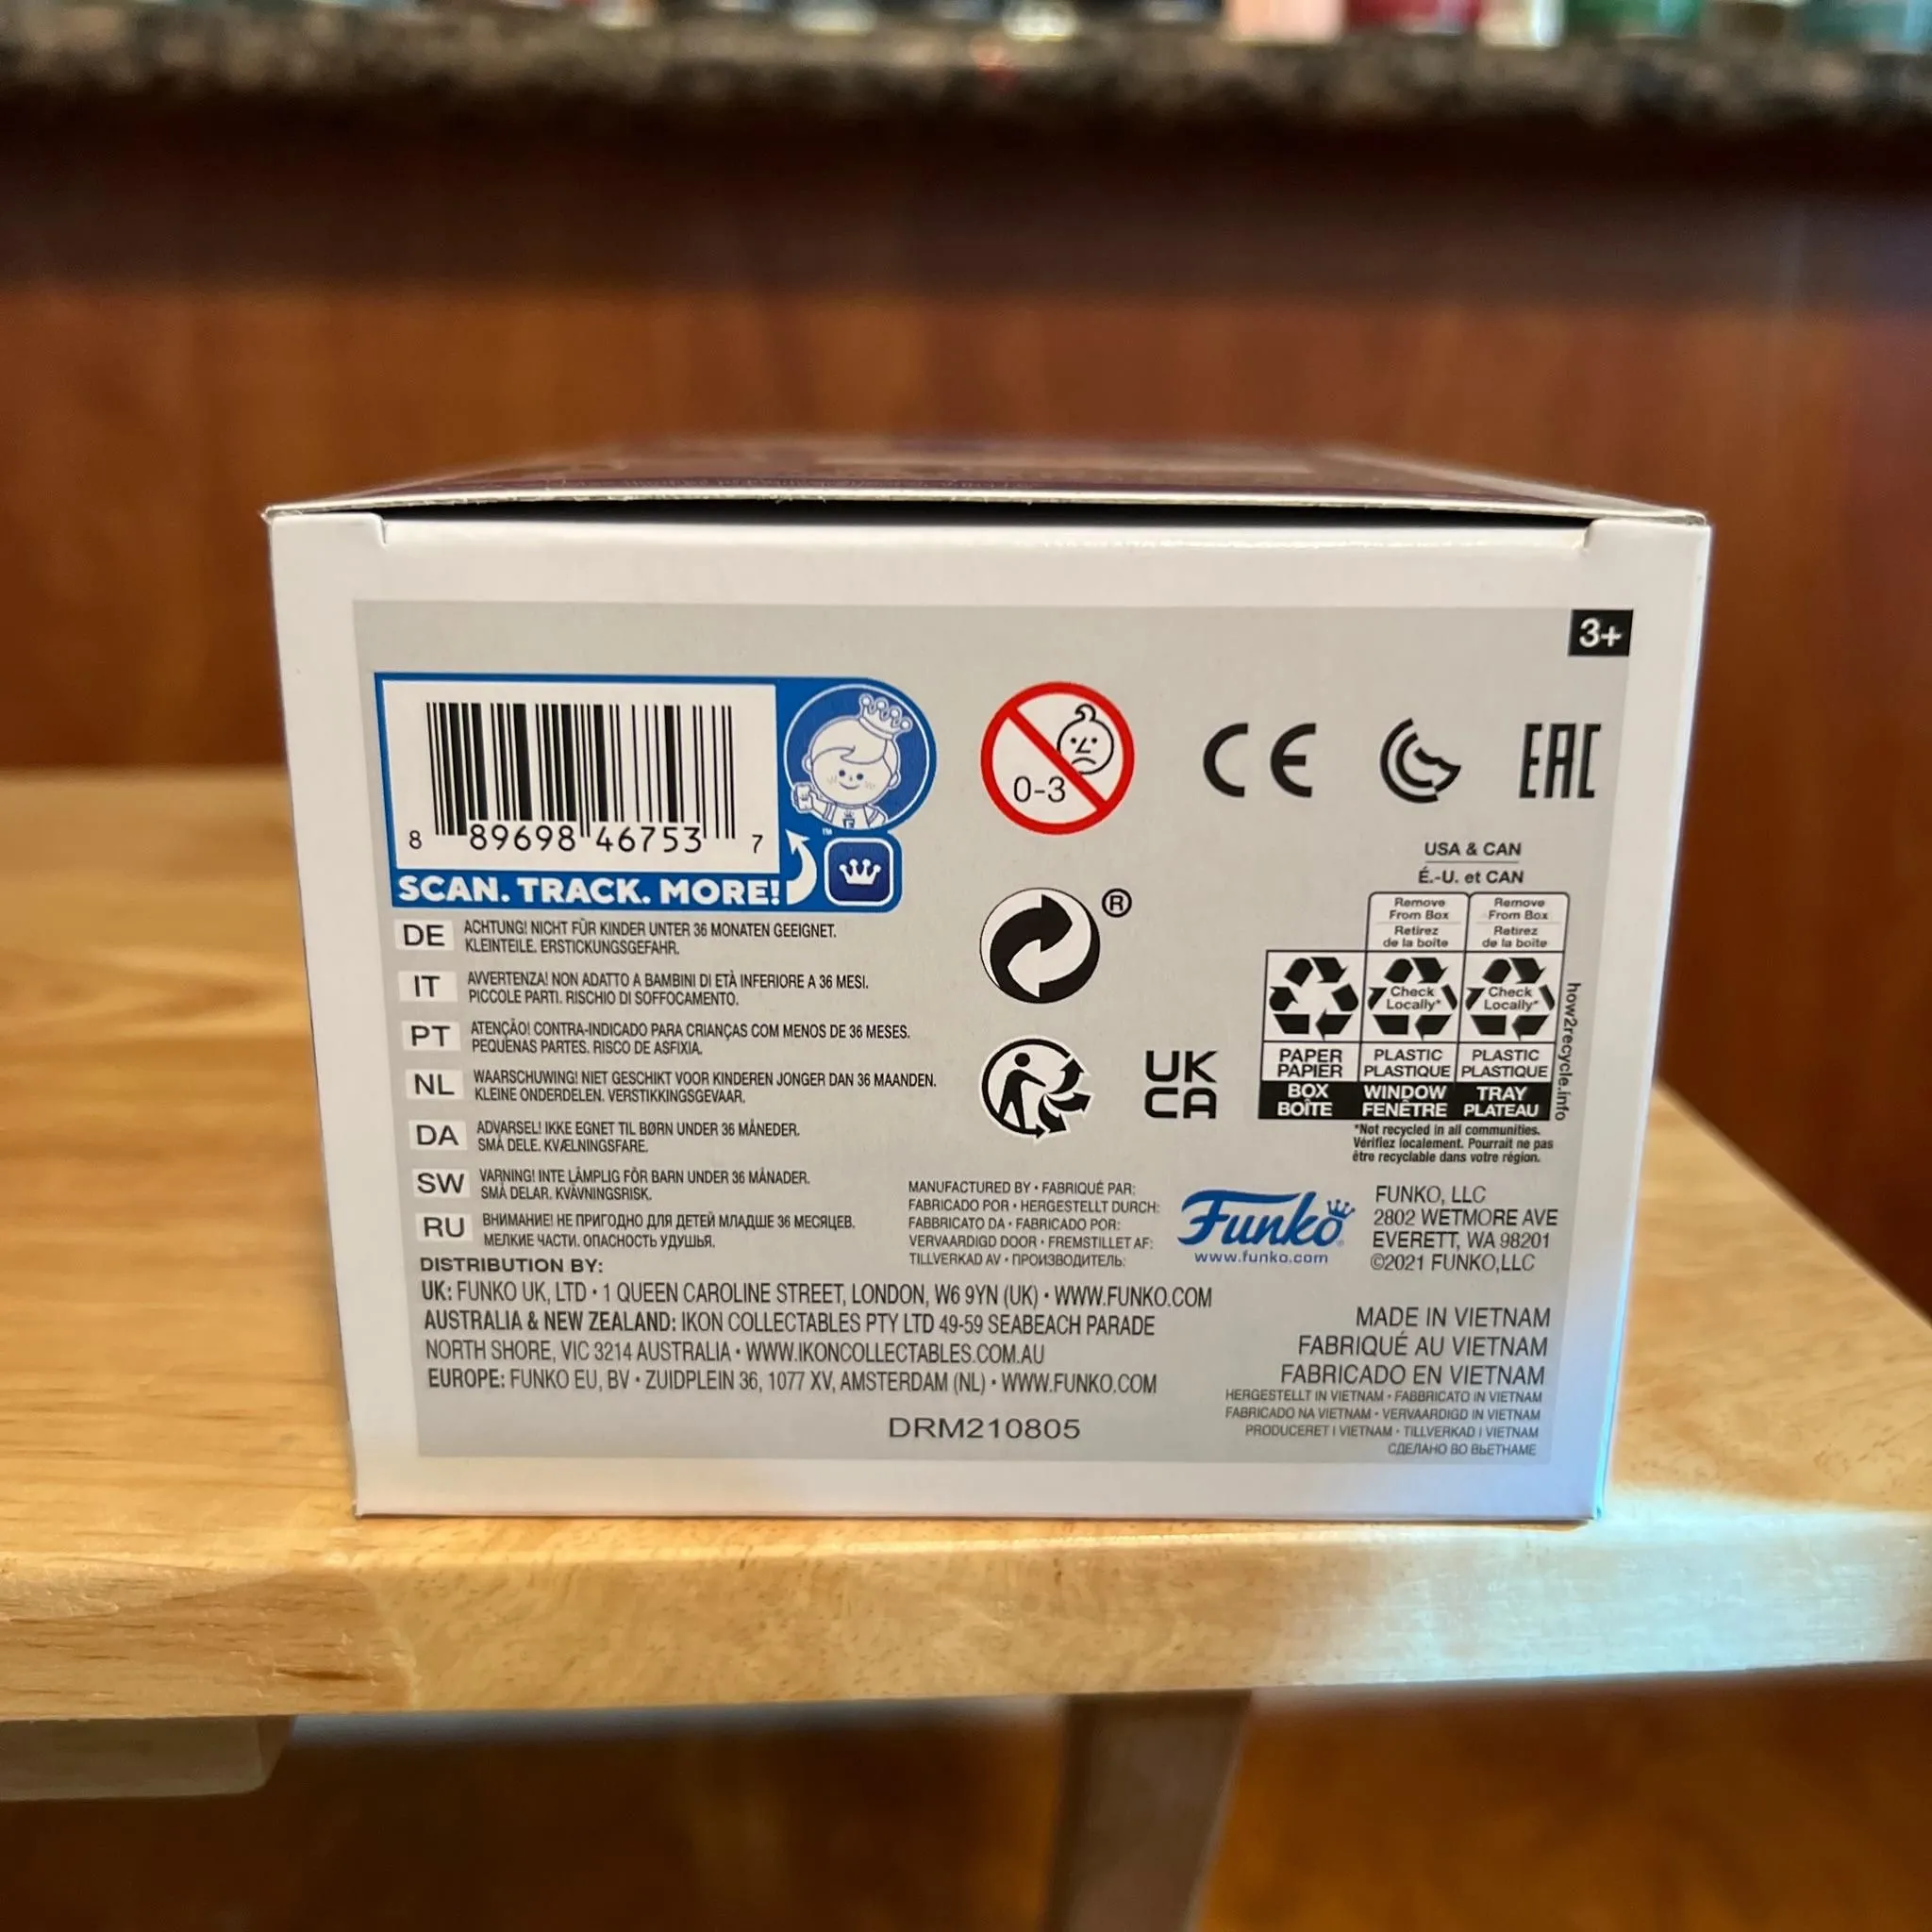 3+
8 89698 46753 7
SCAN. TRACK. MORE!
™
0-3
CE
EAC
DE ACHTUNG! NICHT FÜR KINDER UNTER 36 MONATEN GEEIGNET.
KLEINTEILE. ERSTICKUNGSGEFAHR.
IT AVVERTENZA! NON ADATTO A BAMBINI DI ETÀ INFERIORE A 36 MESI.
PICCOLE PARTI. RISCHIO DI SOFFOCAMENTO.
PT ATENÇÃO! CONTRA-INDICADO PARA CRIANÇAS COM MENOS DE 36 MESES.
PEQUENAS PARTES. RISCO DE ASFIXIA.
NL WAARSCHUWING! NIET GESCHIKT VOOR KINDEREN JONGER DAN 36 MAANDEN.
KLEINE ONDERDELEN. VERSTIKKINGSGEVAAR.
DA ADVARSEL! IKKE EGNET TIL BØRN UNDER 36 MÅNEDER.
SMÅ DELE. KVÆLNINGSFARE.
SW VARNING! INTE LÄMPLIG FÖR BARN UNDER 36 MÅNADER.
SMÅ DELAR. KVÄVNINGSRISK.
RU ВНИМАНИЕ! НЕ ПРИГОДНО ДЛЯ ДЕТЕЙ МЛАДШЕ 36 МЕСЯЦЕВ.
МЕЛКИЕ ЧАСТИ. ОПАСНОСТЬ УДУШЬЯ.
®
UK
CA
USA & CAN
É.-U. et CAN
Remove From Box
Retirez de la boîte
Remove From Box
Retirez de la boîte
Check Locally*
Check Locally*
PAPER PAPIER
PLASTIC PLASTIQUE
PLASTIC PLASTIQUE
BOX BOÎTE
WINDOW FENÊTRE
TRAY PLATEAU
how2recycle.info
*Not recycled in all communities.
Vérifiez localement. Pourrait ne pas
être recyclable dans votre région.
MANUFACTURED BY • FABRIQUÉ PAR:
FABRICADO POR • HERGESTELLT DURCH:
FABBRICATO DA • FABRICADO POR:
VERVAARDIGD DOOR • FREMSTILLET AF:
TILLVERKAD AV • ПРОИЗВОДИТЕЛЬ:
Funko
www.funko.com
FUNKO, LLC
2802 WETMORE AVE
EVERETT, WA 98201
©2021 FUNKO,LLC
DISTRIBUTION BY:
UK: FUNKO UK, LTD • 1 QUEEN CAROLINE STREET, LONDON, W6 9YN (UK) • WWW.FUNKO.COM
AUSTRALIA & NEW ZEALAND: IKON COLLECTABLES PTY LTD 49-59 SEABEACH PARADE
NORTH SHORE, VIC 3214 AUSTRALIA • WWW.IKONCOLLECTABLES.COM.AU
EUROPE: FUNKO EU, BV • ZUIDPLEIN 36, 1077 XV, AMSTERDAM (NL) • WWW.FUNKO.COM
DRM210805
MADE IN VIETNAM
FABRIQUÉ AU VIETNAM
FABRICADO EN VIETNAM
HERGESTELLT IN VIETNAM • FABBRICATO IN VIETNAM
FABRICADO NA VIETNAM • VERVAARDIGD IN VIETNAM
PRODUCERET I VIETNAM • TILLVERKAD I VIETNAM
СДЕЛАНО ВО ВЬЕТНАМЕ